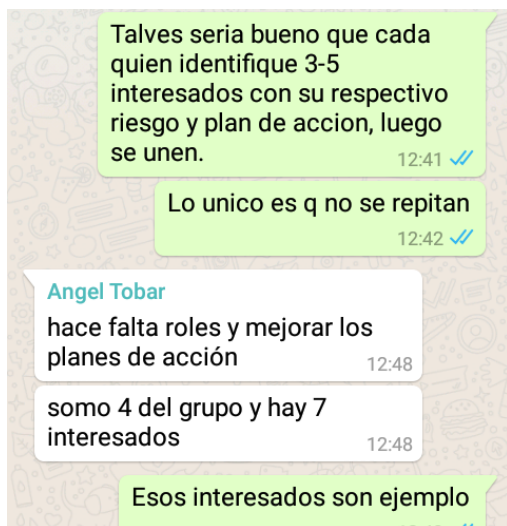 Talves seria bueno que cada
quien identifique 3-5
interesados con su respectivo
riesgo y plan de accion, luego
se unen.
12:41
Lo unico es q no se repitan
12:42
Angel Tobar
hace falta roles y mejorar los
planes de acción
12:48
somo 4 del grupo y hay 7
interesados
12:48
Esos interesados son ejemplo